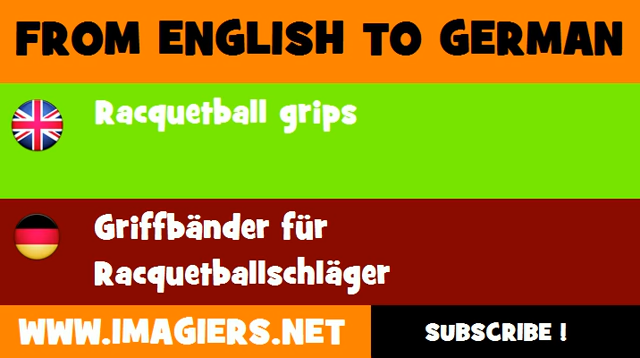 FROM ENGLISH TO GERMAN
Racquetball grips
Griffbänder für
Racquetballschläger
WWW.IMAGIERS.NET
SUBSCRIBE !